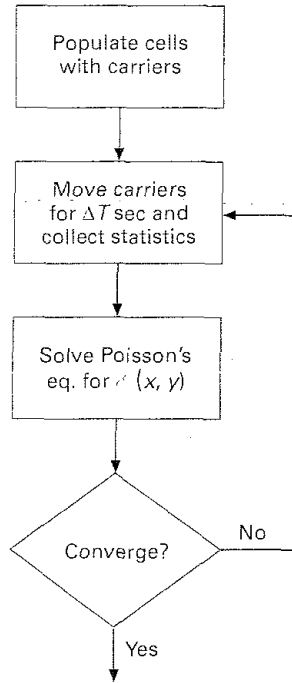 Populate cells
with carriers
Move carriers
for ΔT sec and
collect statistics
Solve Poisson's
eq. for (x, y)
Converge?
No
Yes